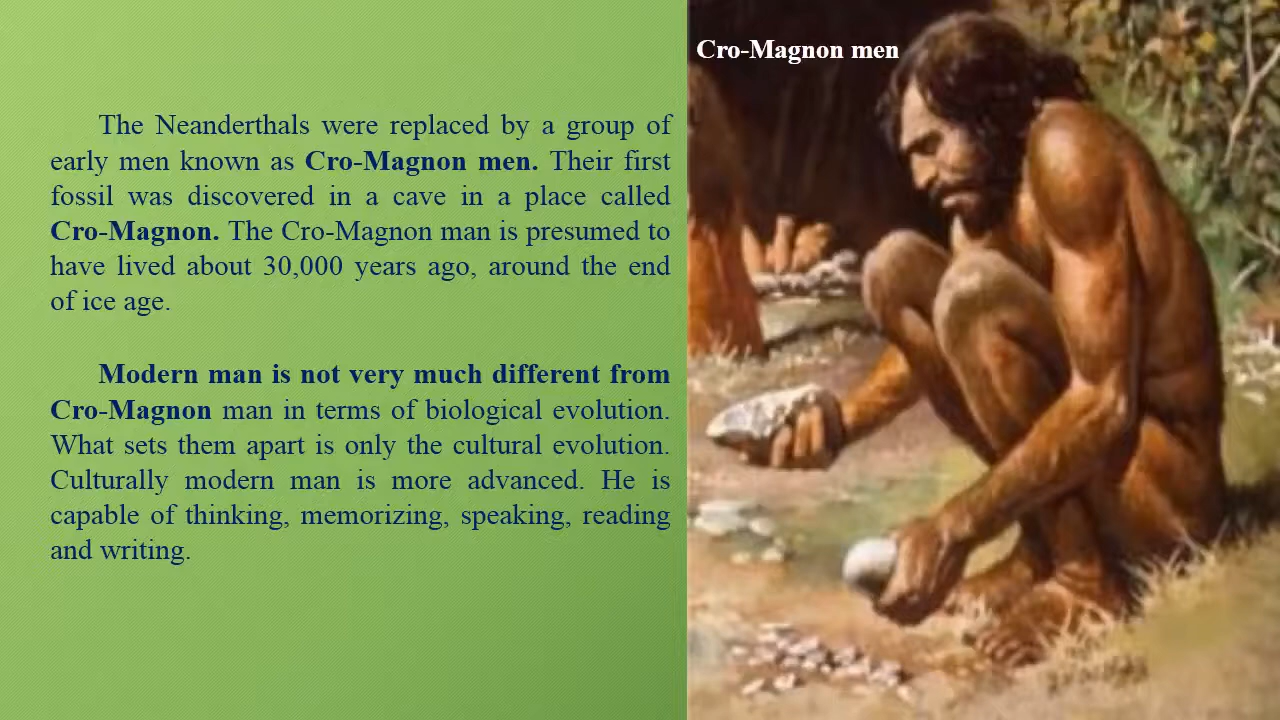 Cro-Magnon men
The Neanderthals were replaced by a group of
early men known as Cro-Magnon men. Their first
fossil was discovered in a cave in a place called
Cro-Magnon. The Cro-Magnon man is presumed to
have lived about 30,000 years ago, around the end
of ice age.
Modern man is not very much different from
Cro-Magnon man in terms of biological evolution.
What sets them apart is only the cultural evolution.
Culturally modern man is more advanced. He is
capable of thinking, memorizing, speaking, reading
and writing.